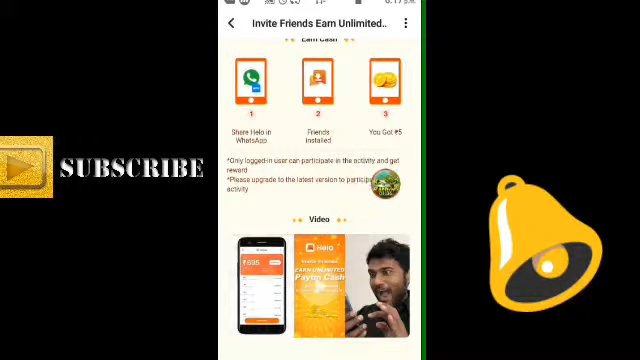 Invite Friends Earn Unlimited..
Earn Cash
1
2
3
Share Helo in
WhatsApp
Friends
installed
You Got ₹5
*Only logged-in user can participate in the activity and get
reward
*Please upgrade to the latest version to
activity
Video
SUBSCRIBE
₹695
Helo
EARN UNLIMITED
Paytm Cash